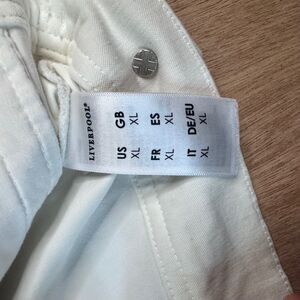 LIVERPOOL®
GB ES DE/EU
XL XL XL
US FR IT
XL XL XL